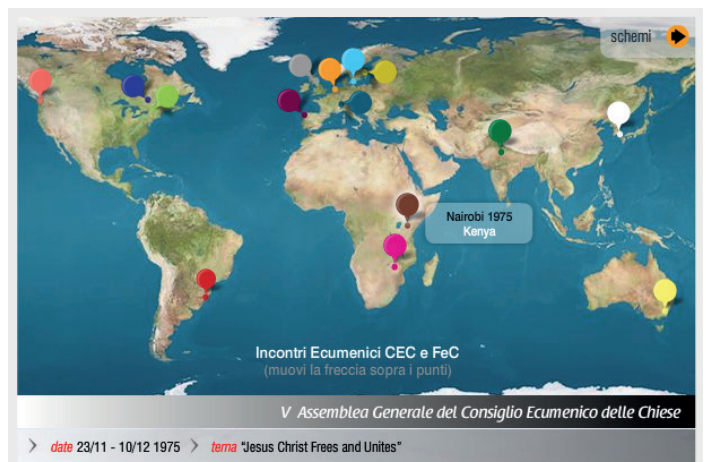 schemi
Nairobi 1975
Kenya
Incontri Ecumenici CEC e FeC
(muovi la freccia sopra i punti)
V Assemblea Generale del Consiglio Ecumenico delle Chiese
date 23/11 - 10/12 1975 tema "Jesus Christ Frees and Unites"